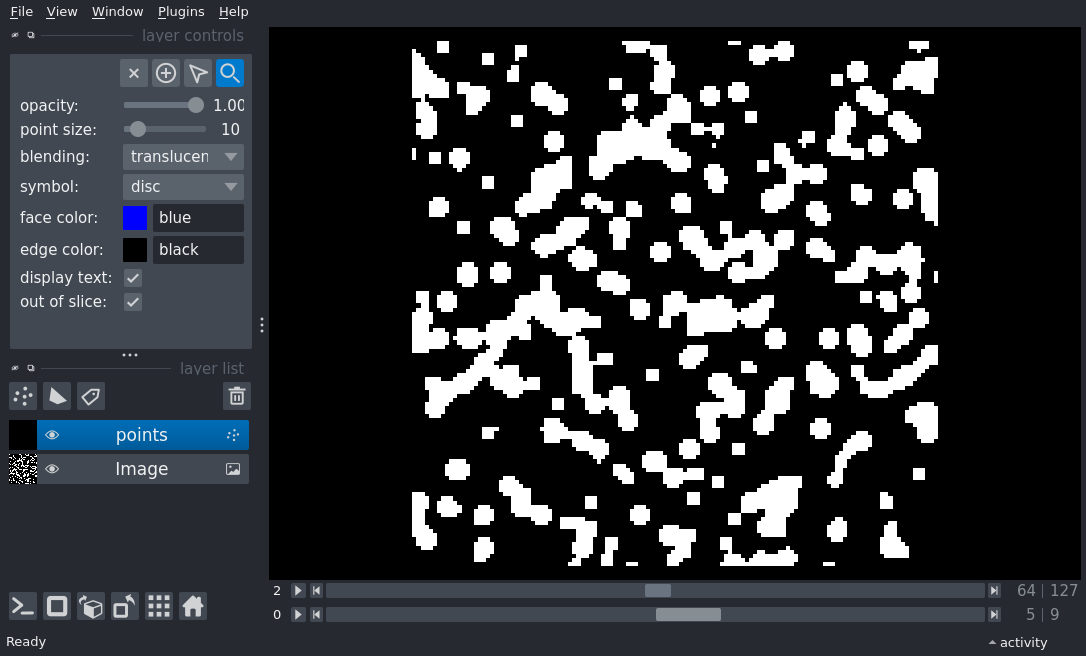 File View Window Plugins Help
layer controls
opacity: 1.00
point size: 10
blending: translucen
symbol: disc
face color: blue
edge color: black
display text:
out of slice:
layer list
points
Image
2 64 127
0 5 9
Ready activity